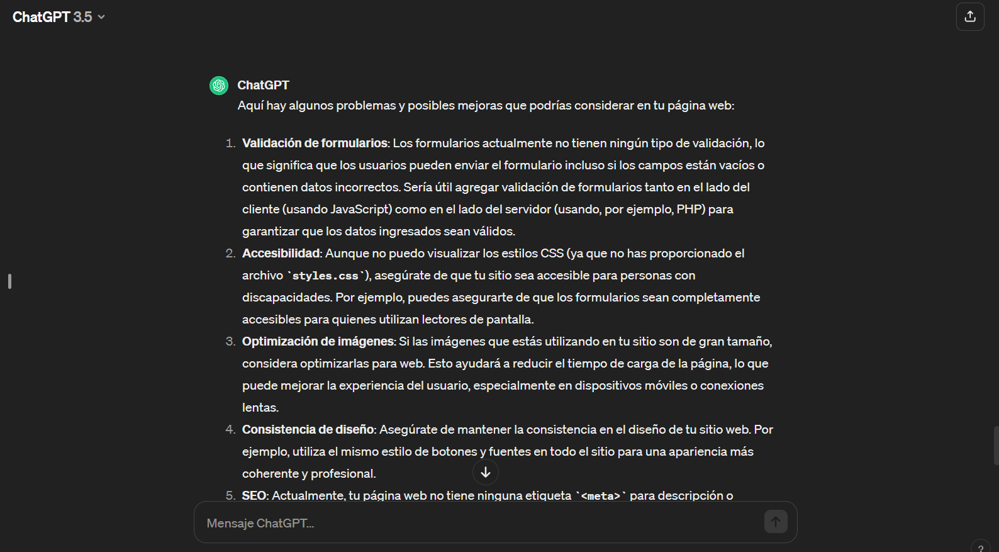 ChatGPT 3.5
ChatGPT
Aquí hay algunos problemas y posibles mejoras que podrías considerar en tu página web:
1. Validación de formularios: Los formularios actualmente no tienen ningún tipo de validación, lo
que significa que los usuarios pueden enviar el formulario incluso si los campos están vacíos o
contienen datos incorrectos. Sería útil agregar validación de formularios tanto en el lado del
cliente (usando JavaScript) como en el lado del servidor (usando, por ejemplo, PHP) para
garantizar que los datos ingresados sean válidos.
2. Accesibilidad: Aunque no puedo visualizar los estilos CSS (ya que no has proporcionado el
archivo `styles.css`), asegúrate de que tu sitio sea accesible para personas con
discapacidades. Por ejemplo, puedes asegurarte de que los formularios sean completamente
accesibles para quienes utilizan lectores de pantalla.
3. Optimización de imágenes: Si las imágenes que estás utilizando en tu sitio son de gran tamaño,
considera optimizarlas para web. Esto ayudará a reducir el tiempo de carga de la página, lo que
puede mejorar la experiencia del usuario, especialmente en dispositivos móviles o conexiones
lentas.
4. Consistencia de diseño: Asegúrate de mantener la consistencia en el diseño de tu sitio web. Por
ejemplo, utiliza el mismo estilo de botones y fuentes en todo el sitio para una apariencia más
coherente y profesional.
5. SEO: Actualmente, tu página web no tiene ninguna etiqueta `<meta>` para descripción o
Mensaje ChatGPT...
?